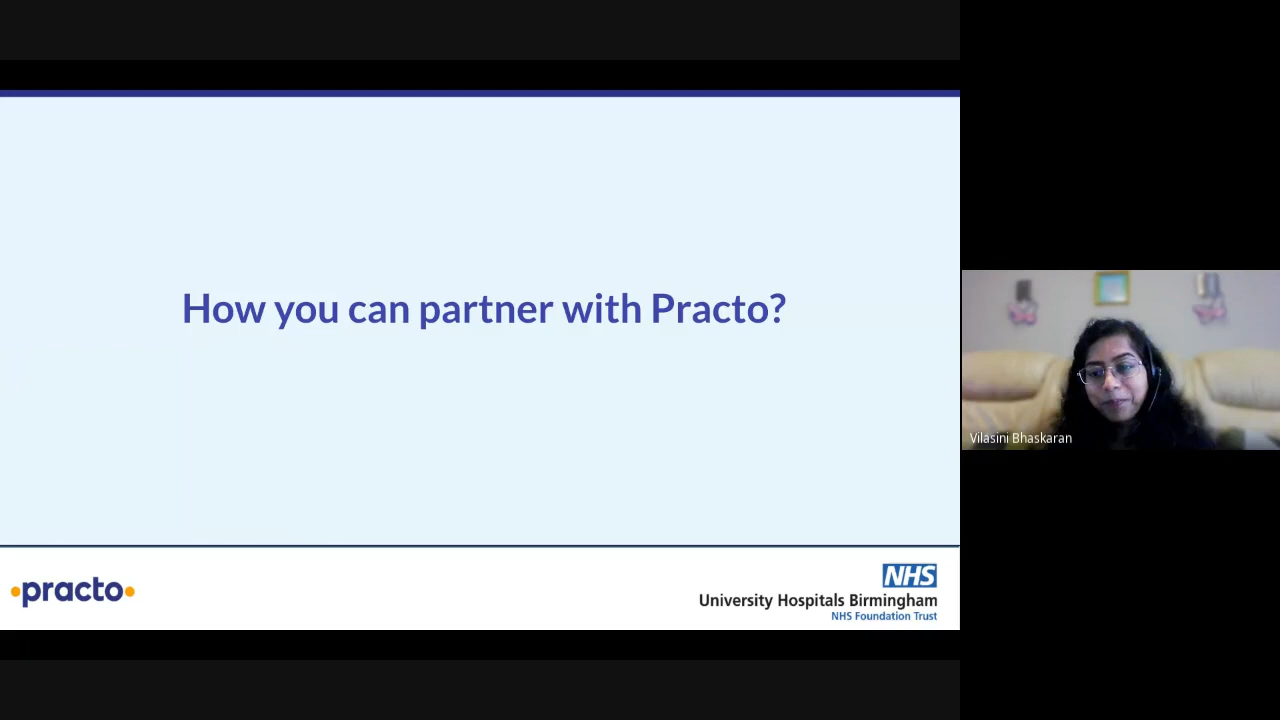 How you can partner with Practo?
practo
NHS
University Hospitals Birmingham
NHS Foundation Trust
Vilasini Bhaskaran